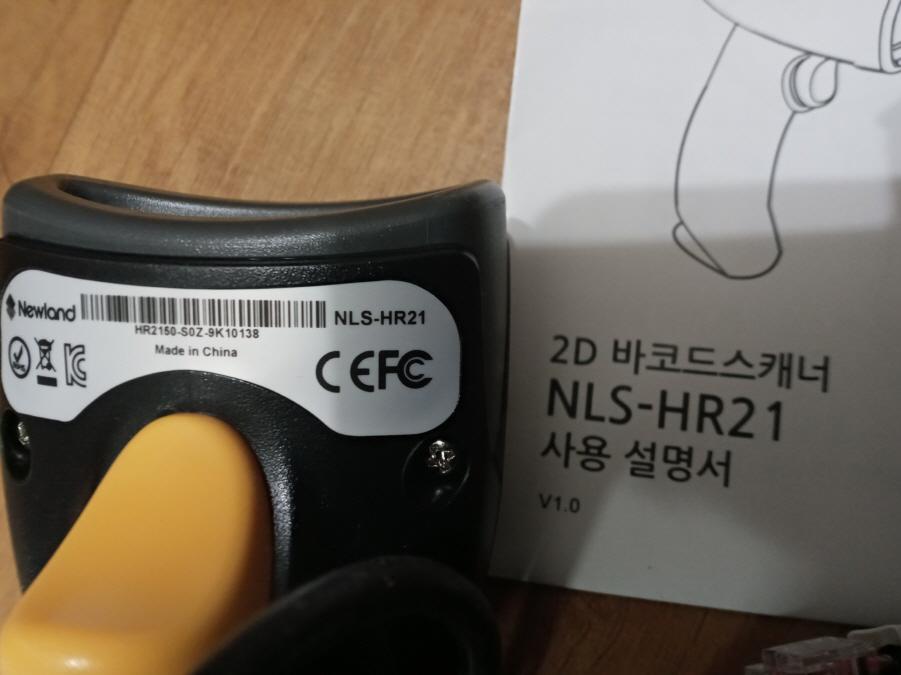 Newland
HR2150-S0Z-9K10138
NLS-HR21
Made in China
CE FC
2D 바코드스캐너
NLS-HR21
사용 설명서
V1.0